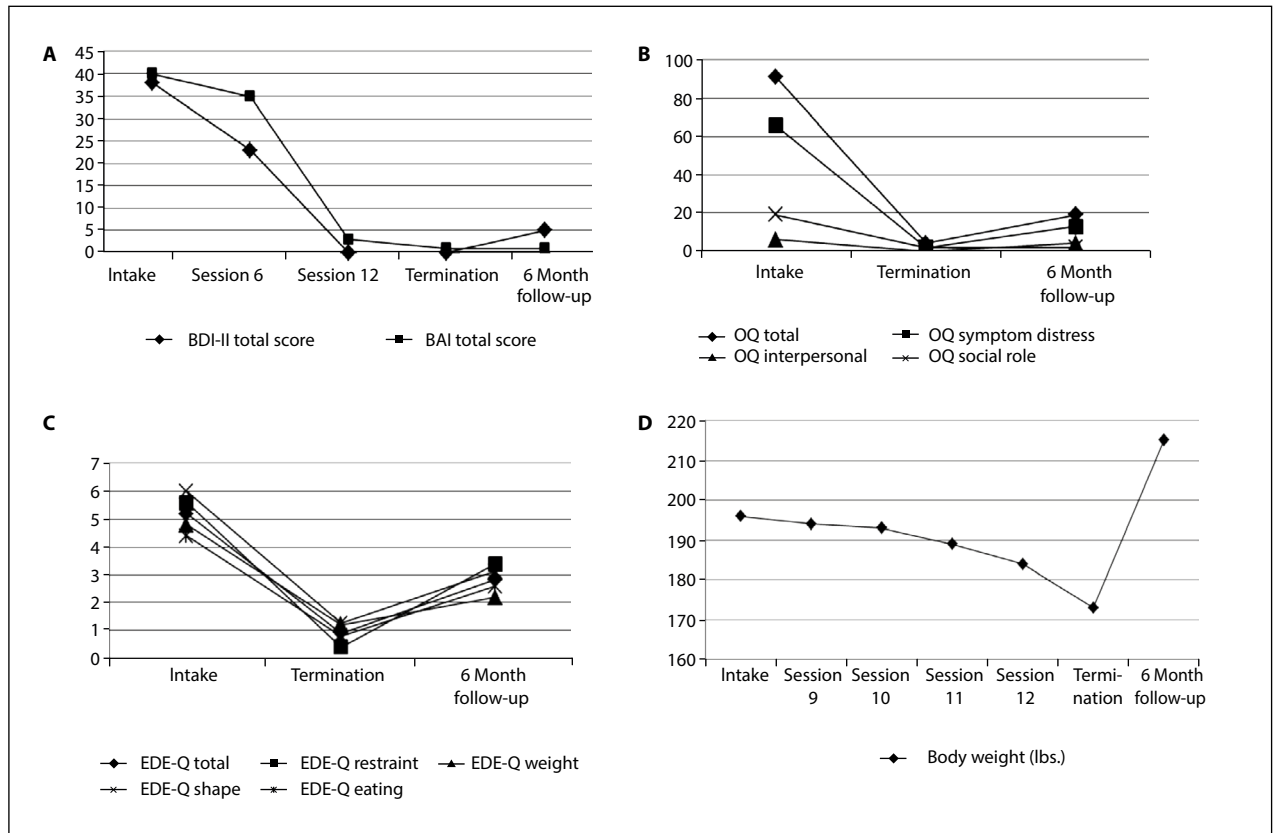 A
45
40
35
30
25
20
15
10
5
0
Intake Session 6 Session 12 Termination 6 Month
follow-up
BDI-II total score BAI total score
B
100
80
60
40
20
0
Intake Termination 6 Month
follow-up
OQ total OQ symptom distress
OQ interpersonal OQ social role
C
7
6
5
4
3
2
1
0
Intake Termination 6 Month
follow-up
EDE-Q total EDE-Q restraint EDE-Q weight
EDE-Q shape EDE-Q eating
D
220
210
200
190
180
170
160
Intake Session Session Session Session Termi- 6 Month
9 10 11 12 nation follow-up
Body weight (lbs.)